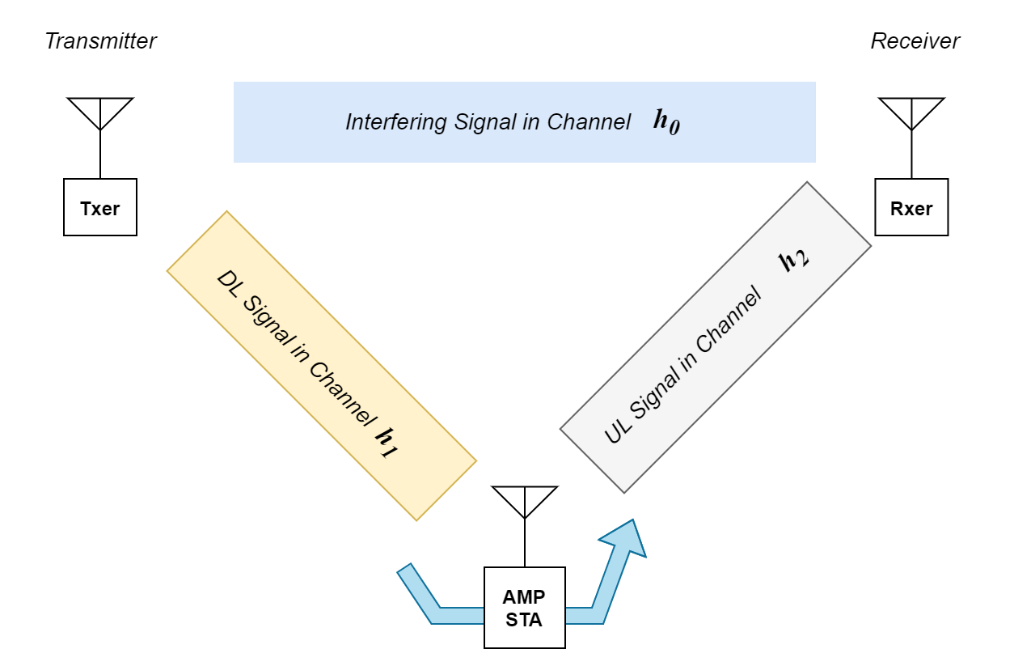 Transmitter
Receiver
Interfering Signal in Channel h0
Txer
Rxer
DL Signal in Channel h1
UL Signal in Channel h2
AMP
STA